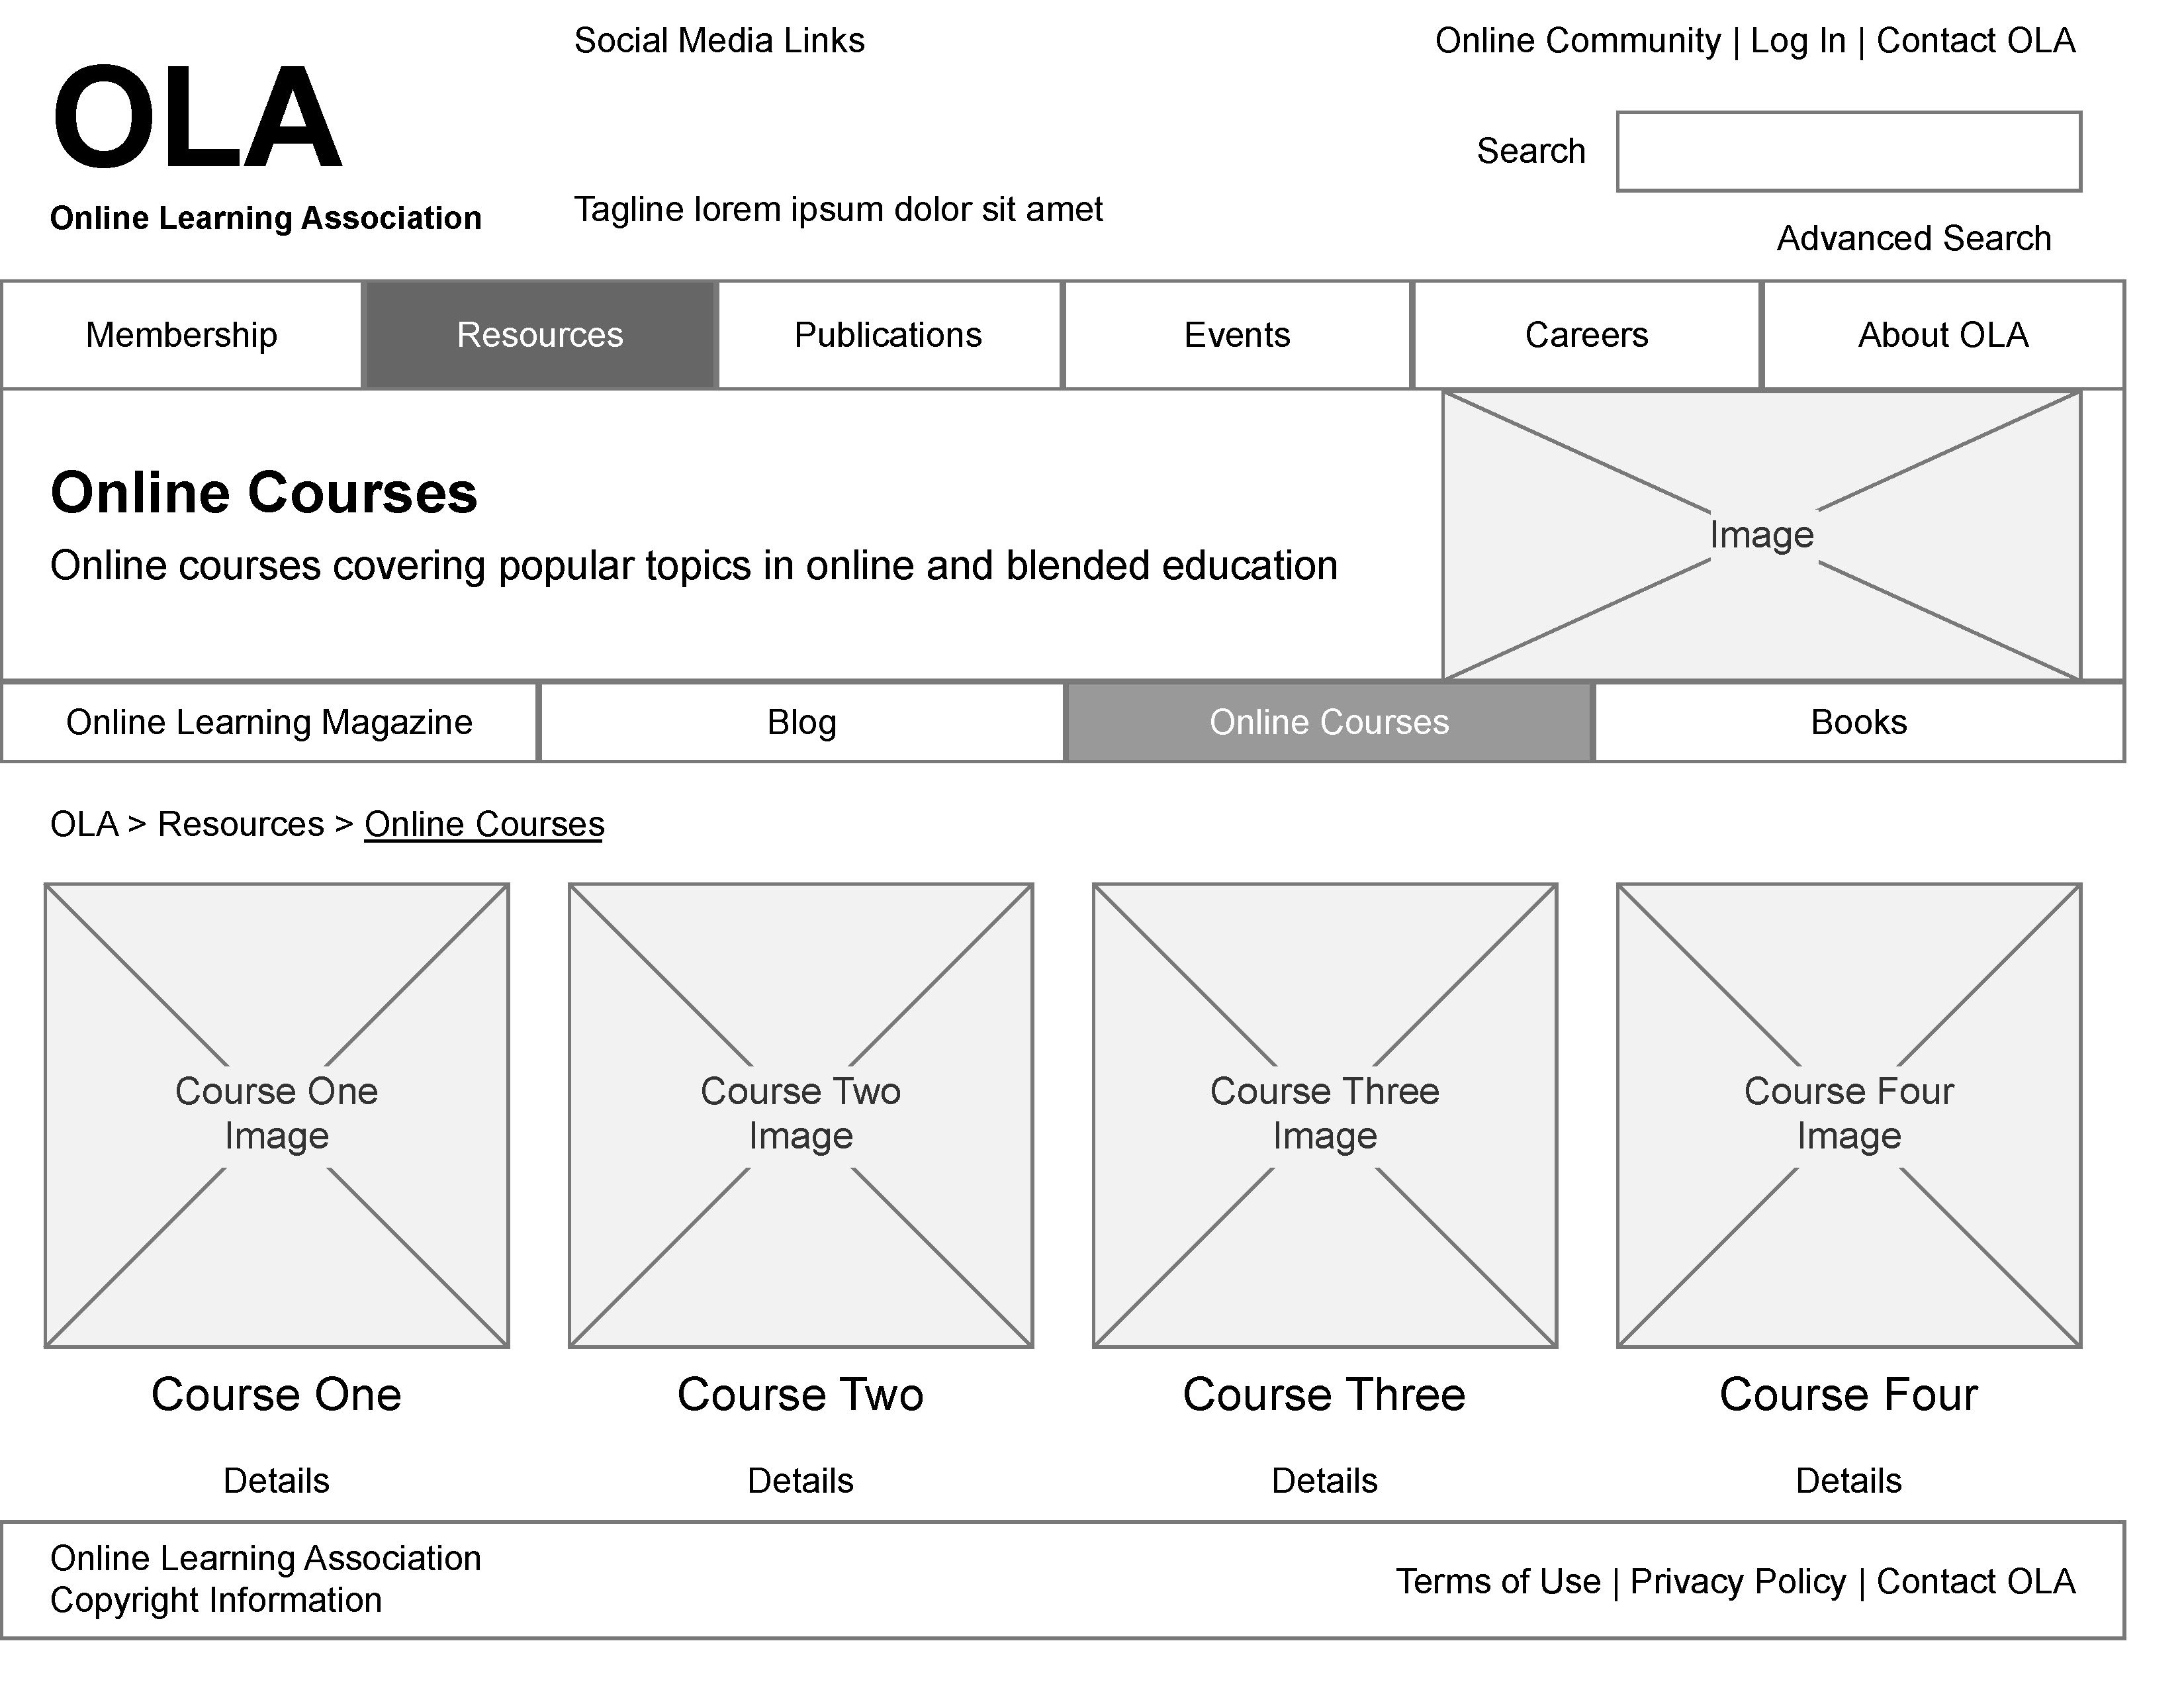 Social Media Links
Online Community | Log In | Contact OLA
OLA
Search
Online Learning Association
Tagline lorem ipsum dolor sit amet
Advanced Search
Membership
Resources
Publications
Events
Careers
About OLA
Online Courses
Online courses covering popular topics in online and blended education
Image
Online Learning Magazine
Blog
Online Courses
Books
OLA > Resources > Online Courses
Course One
Image
Course Two
Image
Course Three
Image
Course Four
Image
Course One
Course Two
Course Three
Course Four
Details
Details
Details
Details
Online Learning Association
Copyright Information
Terms of Use | Privacy Policy | Contact OLA